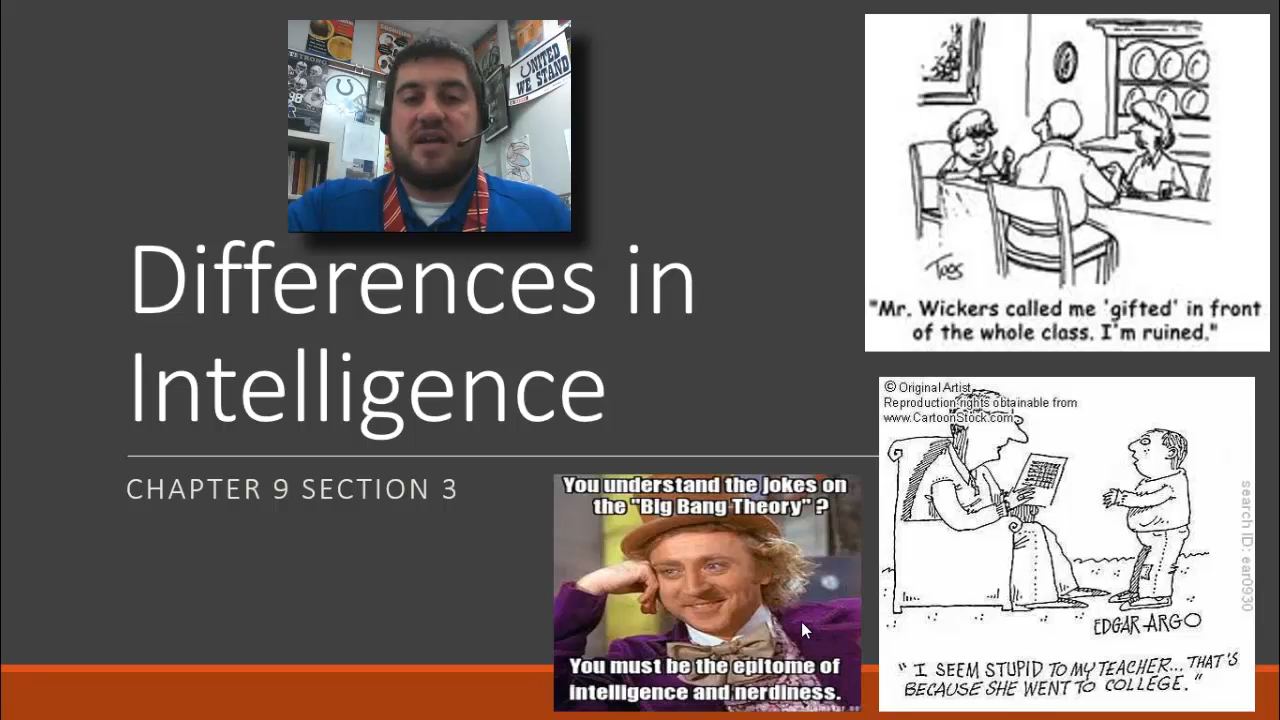 UNITED
WE STAND
Differences in
Intelligence
CHAPTER 9 SECTION 3
"Mr. Wickers called me 'gifted' in front
of the whole class. I'm ruined."
Toos
© Original Artist
Reproduction rights obtainable from
www.CartoonStock.com
search ID: ear0930
EDGAR ARGO
"I SEEM STUPID TO MY TEACHER... THAT'S
BECAUSE SHE WENT TO COLLEGE."
You understand the jokes on
the "Big Bang Theory" ?
You must be the epitome of
intelligence and nerdiness.